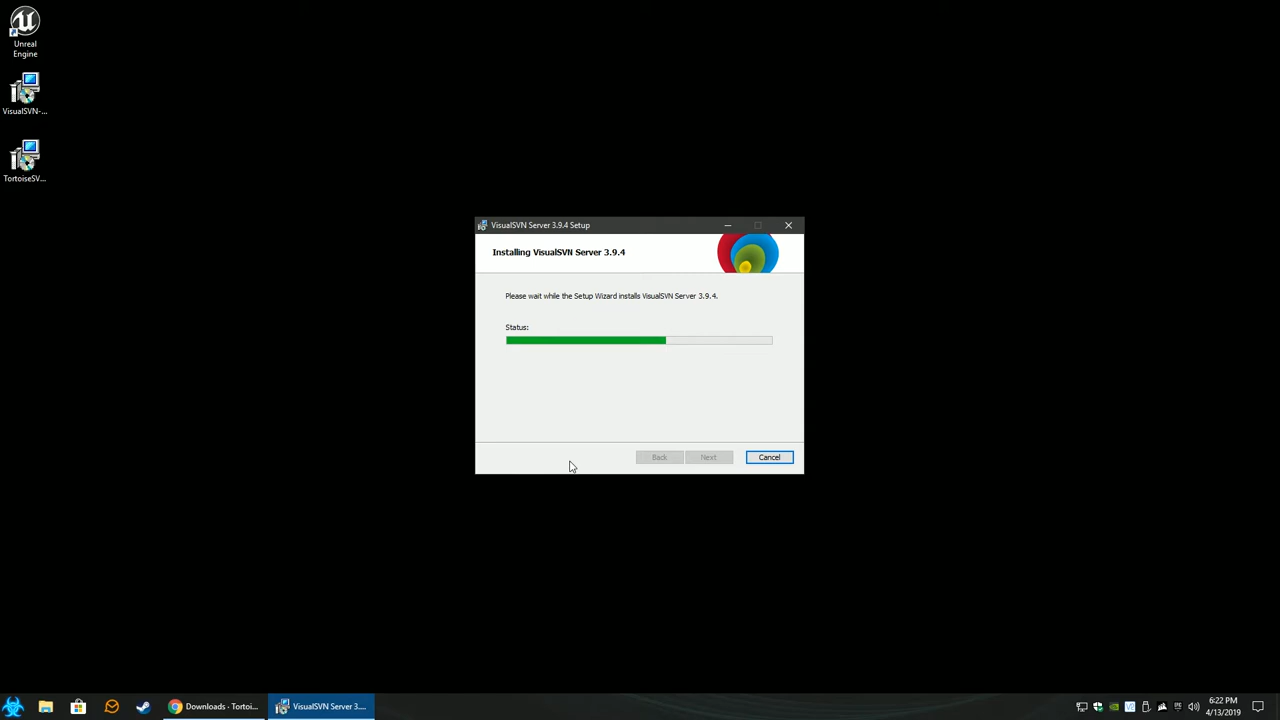 Unreal
Engine
VisualSVN-...
TortoiseSV...
VisualSVN Server 3.9.4 Setup
Installing VisualSVN Server 3.9.4
Please wait while the Setup Wizard installs VisualSVN Server 3.9.4.
Status:
Back
Next
Cancel
Downloads · Tortoi...
VisualSVN Server 3....
6:22 PM
4/13/2019